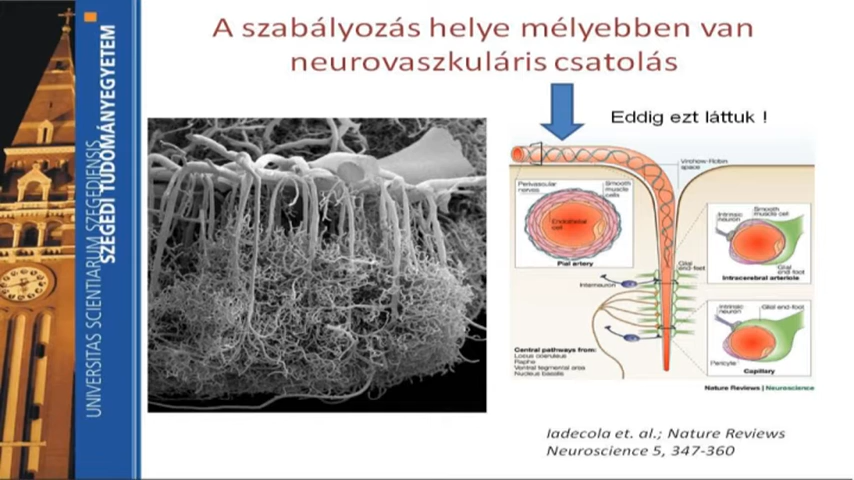 A szabályozás helye mélyebben van
neurovaszkuláris csatolás
Eddig ezt láttuk !
UNIVERSITAS SCIENTIARUM SZEGEDIENSIS
SZEGEDI TUDOMÁNYEGYETEM
Virchow-Robin
space
Perivascular
nerves
Smooth
muscle
cells
Endothelial
cell
Pial artery
Intrinsic
neuron
Smooth
muscle cell
Glial
end-foot
Intracerebral arteriole
Glial
end-feet
Interneuron
Intrinsic
neuron
Glial end-foot
Pericyte
Capillary
Central pathways from:
Locus coeruleus
Raphe
Ventral tegmental area
Nucleus basalis
Nature Reviews | Neuroscience
Iadecola et. al.; Nature Reviews
Neuroscience 5, 347-360